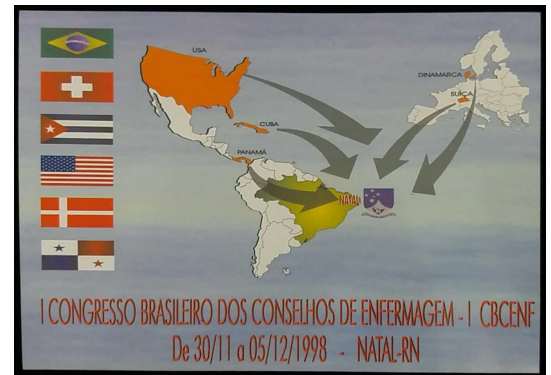 USA
DINAMARCA
SUIÇA
CUBA
PANAMÁ
NATAL
I CONGRESSO BRASILEIRO DOS CONSELHOS DE ENFERMAGEM - I CBCENF
De 30/11 a 05/12/1998 - NATAL-RN